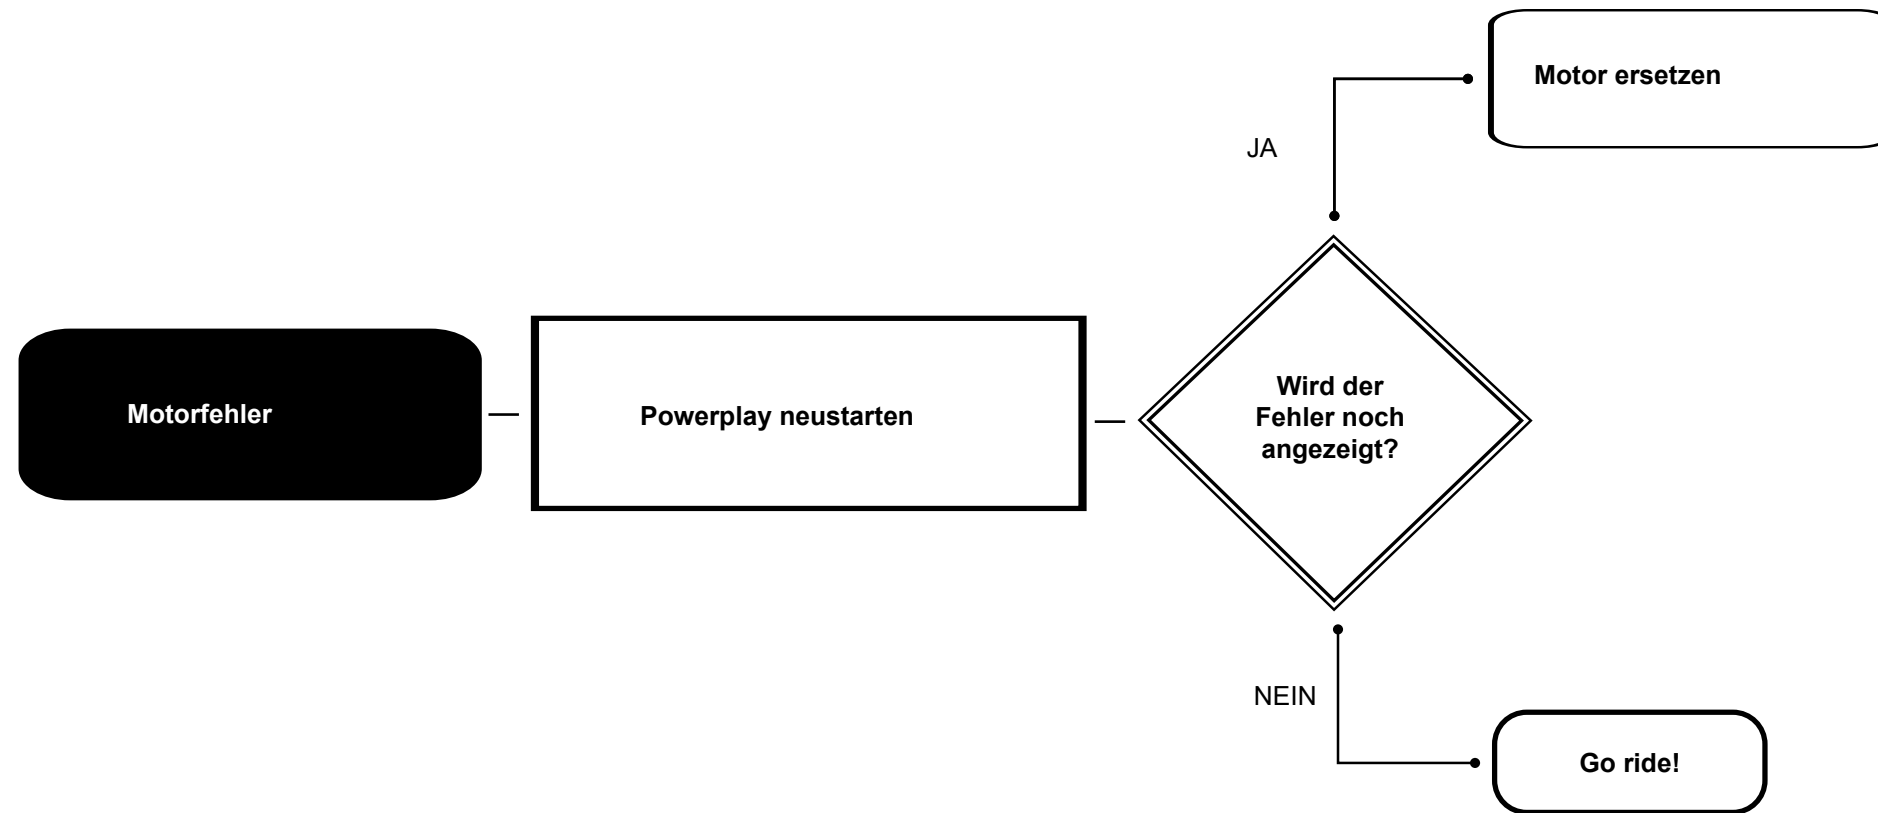 Motor ersetzen
JA
Motorfehler
Powerplay neustarten
Wird der
Fehler noch
angezeigt?
NEIN
Go ride!